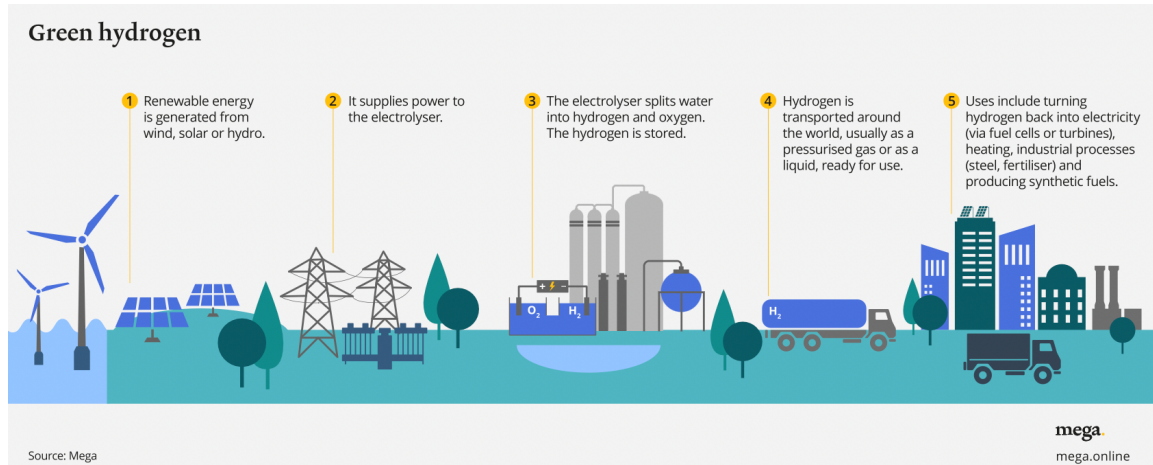 Green hydrogen
1 Renewable energy
is generated from
wind, solar or hydro.
2 It supplies power to
the electrolyser.
3 The electrolyser splits water
into hydrogen and oxygen.
The hydrogen is stored.
4 Hydrogen is
transported around
the world, usually as a
pressurised gas or as a
liquid, ready for use.
5 Uses include turning
hydrogen back into electricity
(via fuel cells or turbines),
heating, industrial processes
(steel, fertiliser) and
producing synthetic fuels.
+ −
O₂ H₂
H₂
mega.
Source: Mega
mega.online